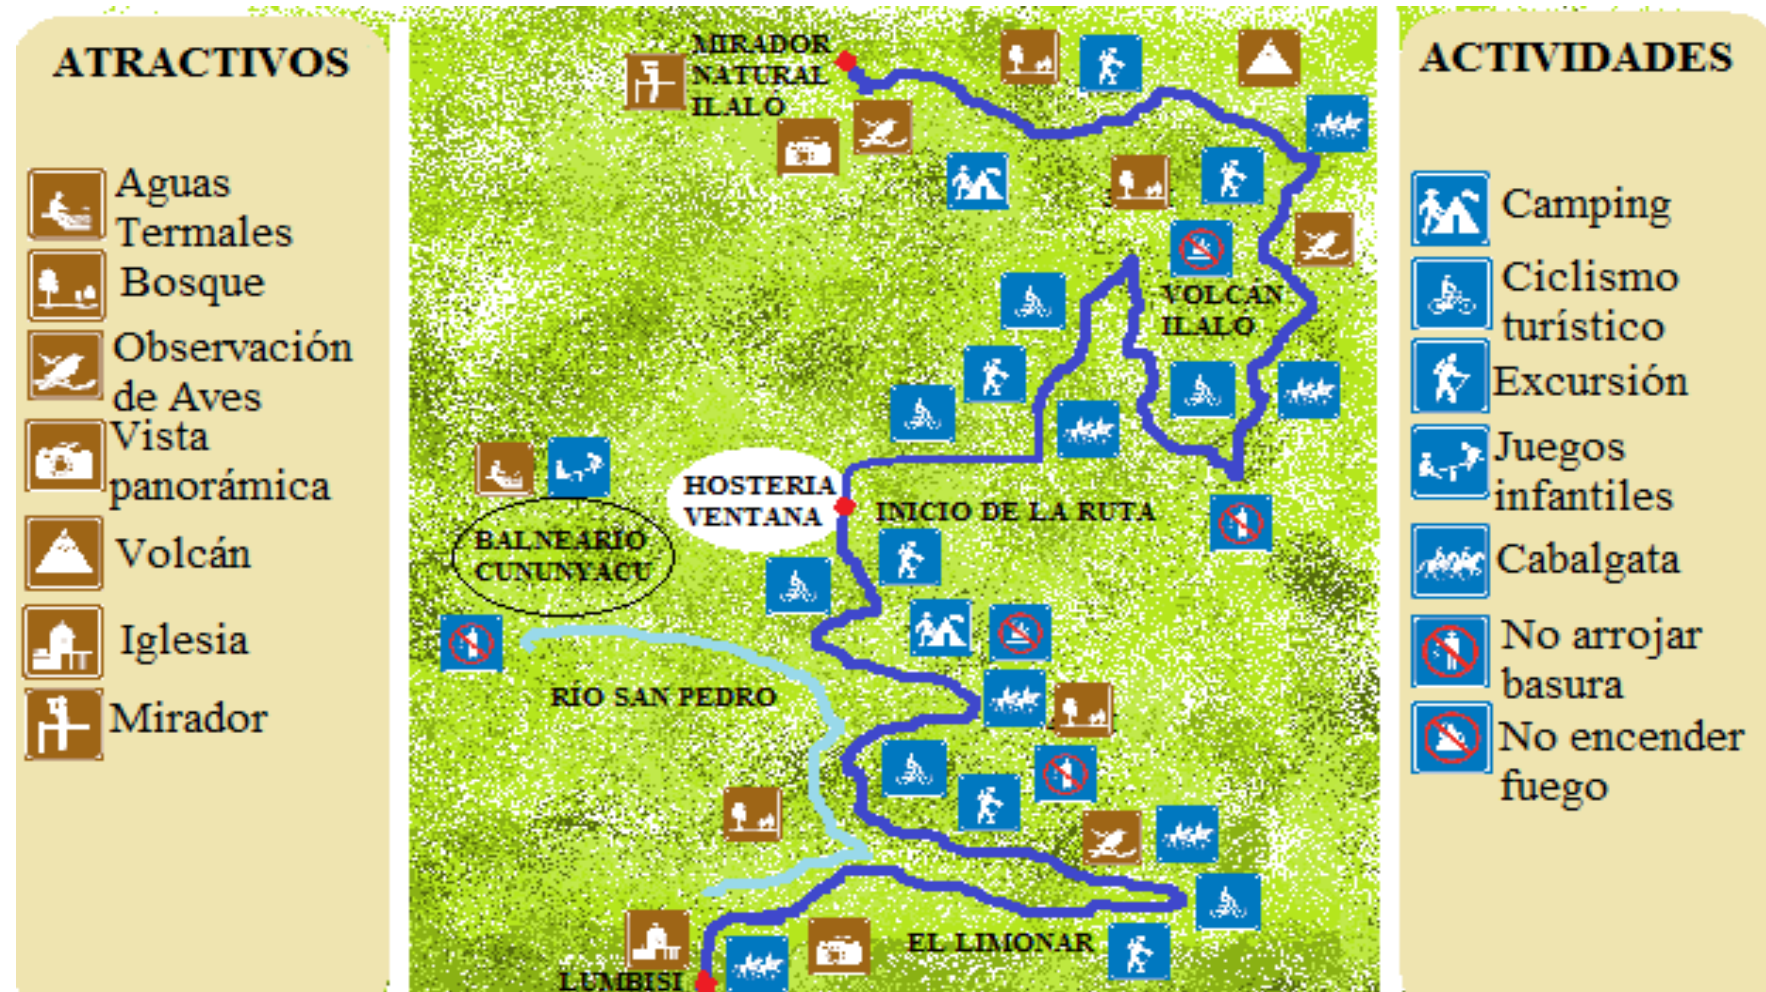 ATRACTIVOS
Aguas
Termales
Bosque
Observación
de Aves
Vista
panorámica
Volcán
Iglesia
Mirador
MIRADOR
NATURAL
ILALÓ
VOLCÁN
ILALO
HOSTERIA
VENTANA
INICIO DE LA RUTA
BALNEARIO
CUNUNYACU
RÍO SAN PEDRO
EL LIMONAR
LUMBISI
ACTIVIDADES
Camping
Ciclismo
turístico
Excursión
Juegos
infantiles
Cabalgata
No arrojar
basura
No encender
fuego